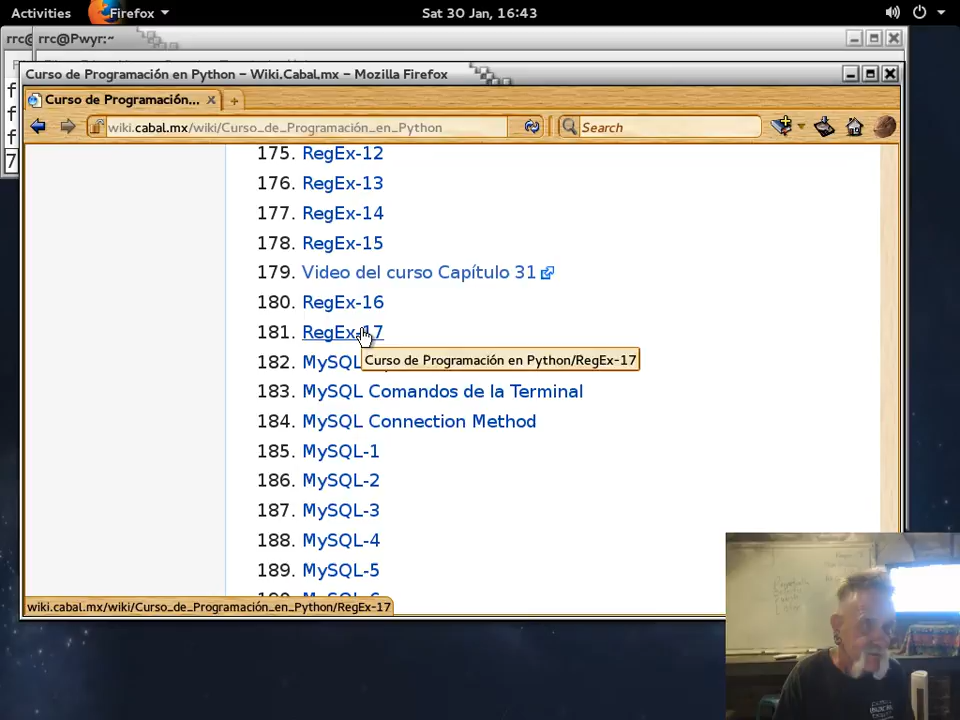 Activities Firefox Sat 30 Jan, 16:43
rrc@ rrc@Pwyr:~
Curso de Programación en Python – Wiki.Cabal.mx – Mozilla Firefox
Curso de Programación...
wiki.cabal.mx/wiki/Curso_de_Programación_en_Python Search
f
f
f
7
175. RegEx-12
176. RegEx-13
177. RegEx-14
178. RegEx-15
179. Video del curso Capítulo 31
180. RegEx-16
181. RegEx-17
Curso de Programación en Python/RegEx-17
182. MySQL
183. MySQL Comandos de la Terminal
184. MySQL Connection Method
185. MySQL-1
186. MySQL-2
187. MySQL-3
188. MySQL-4
189. MySQL-5
wiki.cabal.mx/wiki/Curso_de_Programación_en_Python/RegEx-17